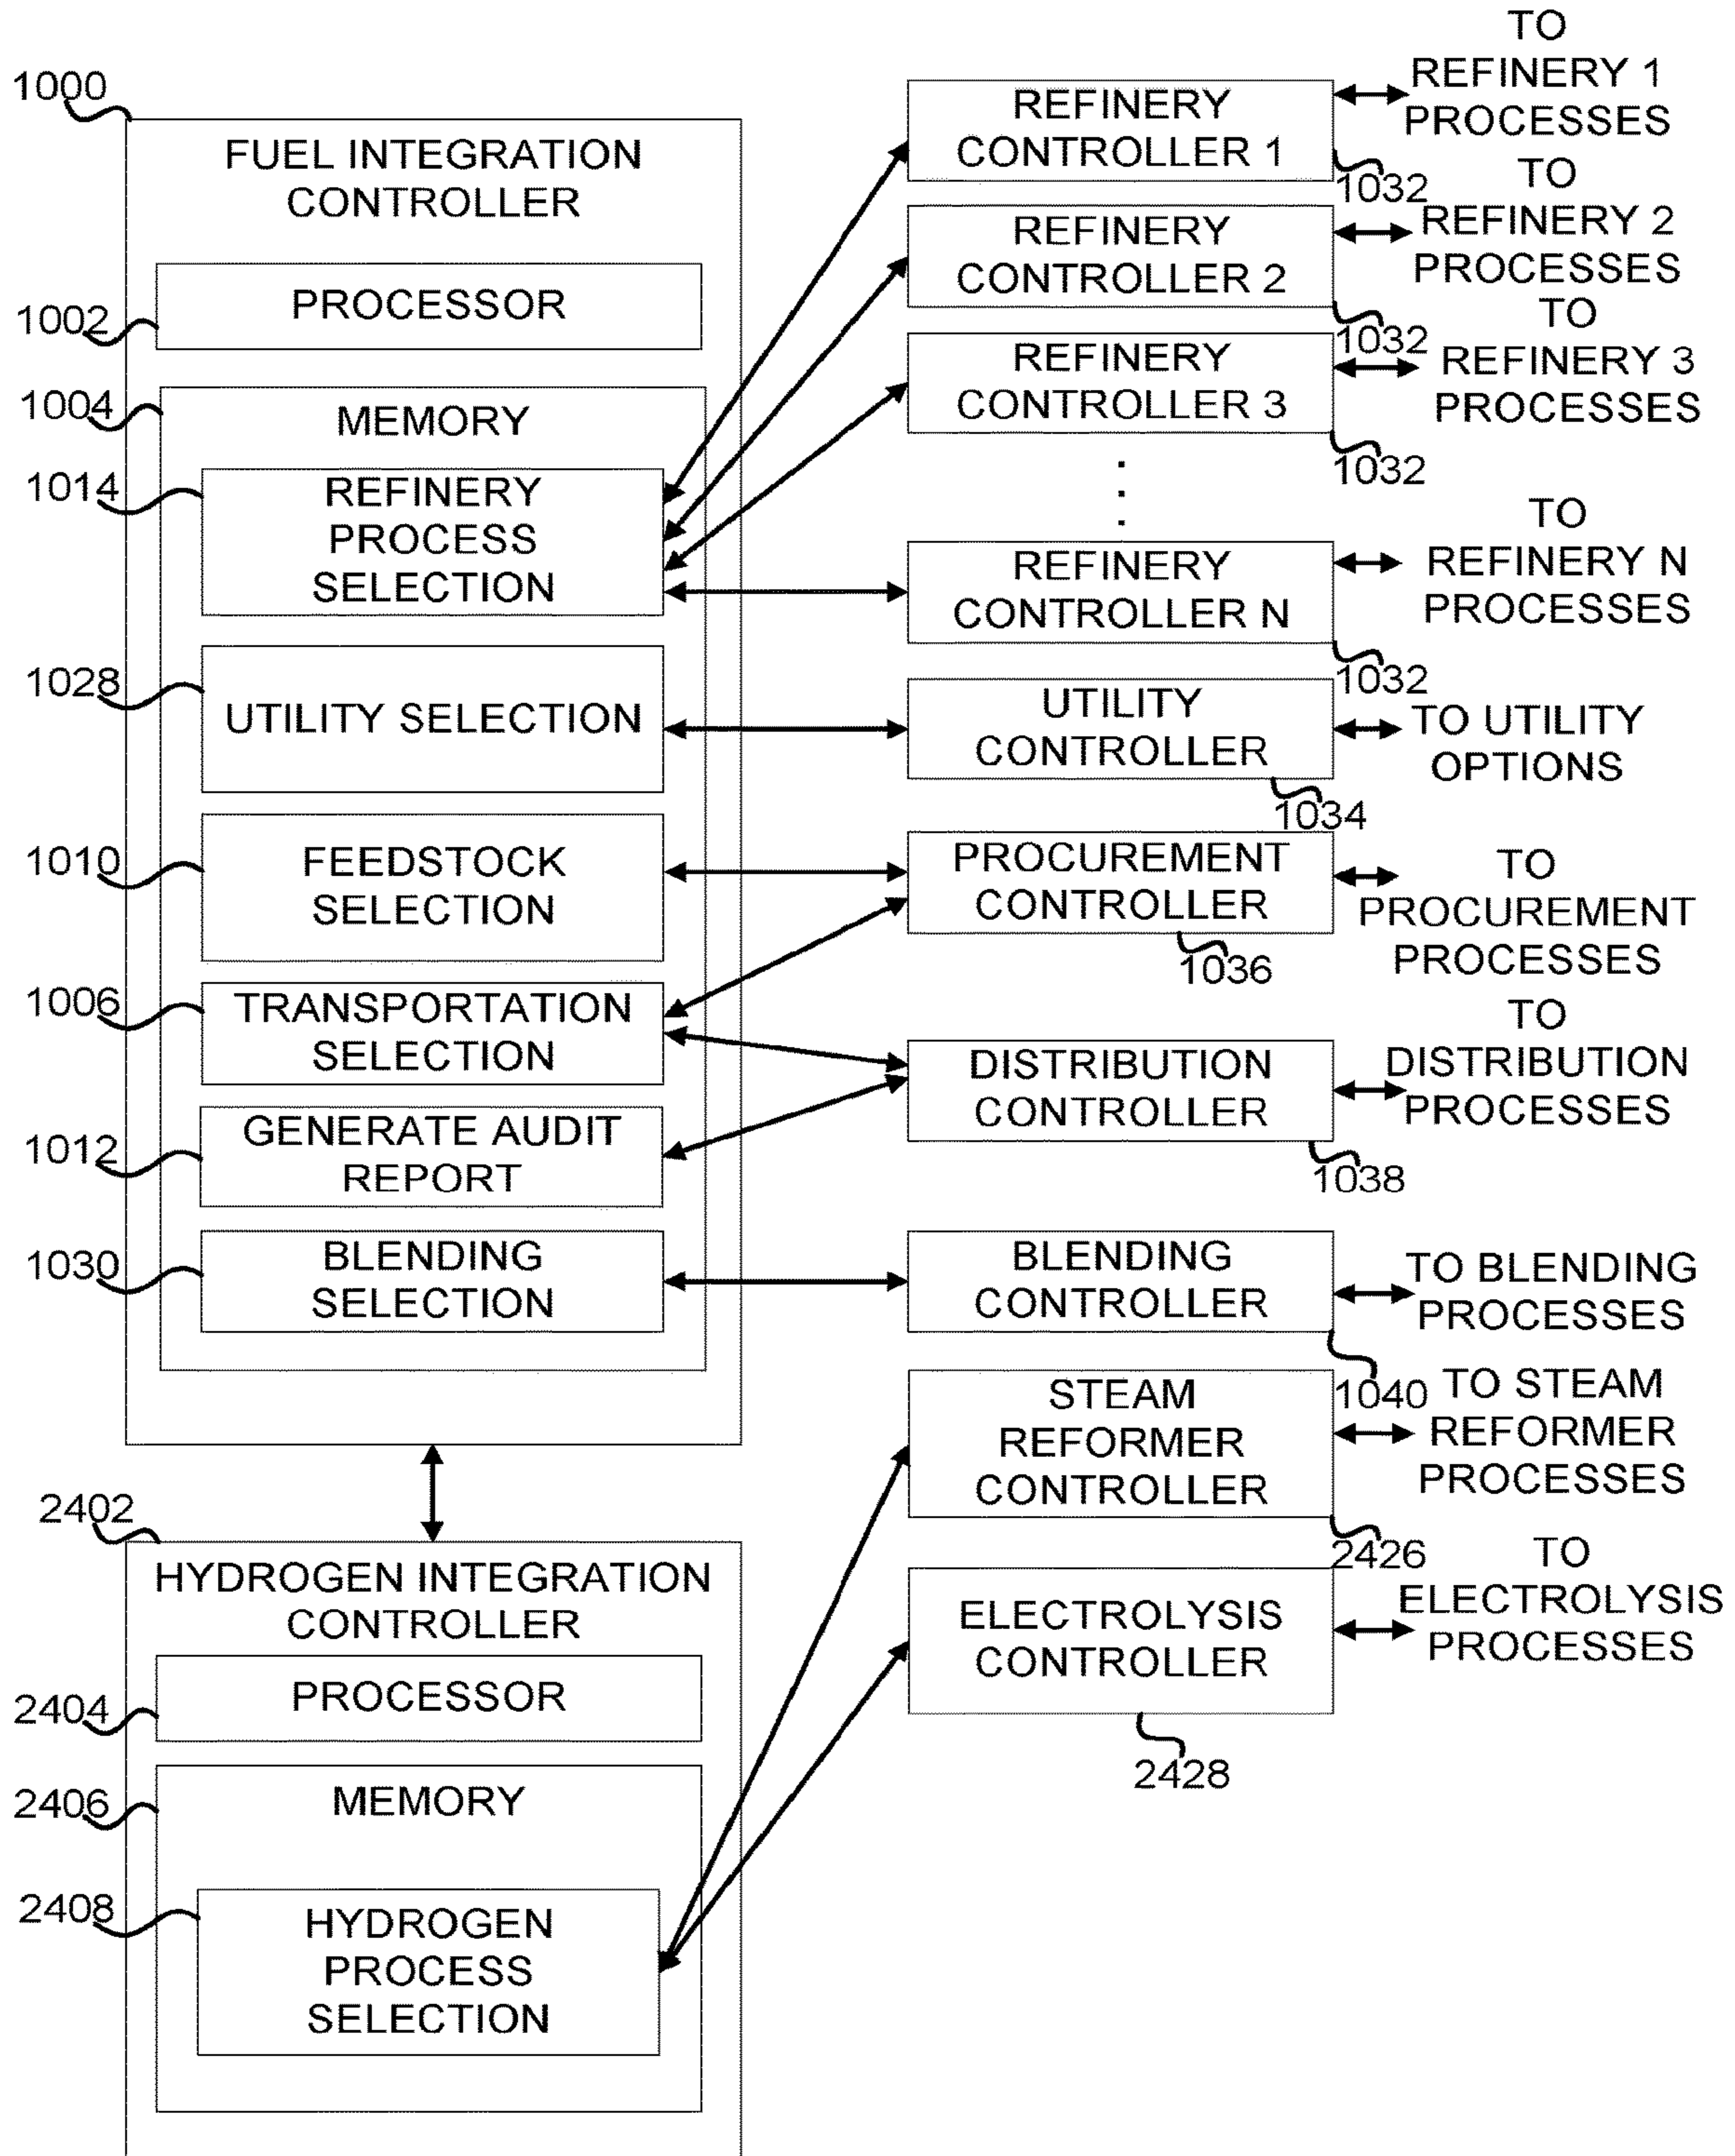 1000
FUEL INTEGRATION
CONTROLLER
1002
PROCESSOR
1004
MEMORY
1014
REFINERY
PROCESS
SELECTION
1028
UTILITY SELECTION
1010
FEEDSTOCK
SELECTION
1006
TRANSPORTATION
SELECTION
1012
GENERATE AUDIT
REPORT
1030
BLENDING
SELECTION
2402
HYDROGEN INTEGRATION
CONTROLLER
2404
PROCESSOR
2406
MEMORY
2408
HYDROGEN
PROCESS
SELECTION
REFINERY
CONTROLLER 1
1032
TO
REFINERY 1
PROCESSES
REFINERY
CONTROLLER 2
1032
TO
REFINERY 2
PROCESSES
REFINERY
CONTROLLER 3
1032
TO
REFINERY 3
PROCESSES
REFINERY
CONTROLLER N
1032
TO
REFINERY N
PROCESSES
UTILITY
CONTROLLER
1034
TO UTILITY
OPTIONS
PROCUREMENT
CONTROLLER
1036
TO
PROCUREMENT
PROCESSES
DISTRIBUTION
CONTROLLER
1038
TO
DISTRIBUTION
PROCESSES
BLENDING
CONTROLLER
1040
TO BLENDING
PROCESSES
STEAM
REFORMER
CONTROLLER
2426
TO STEAM
REFORMER
PROCESSES
ELECTROLYSIS
CONTROLLER
2428
TO
ELECTROLYSIS
PROCESSES